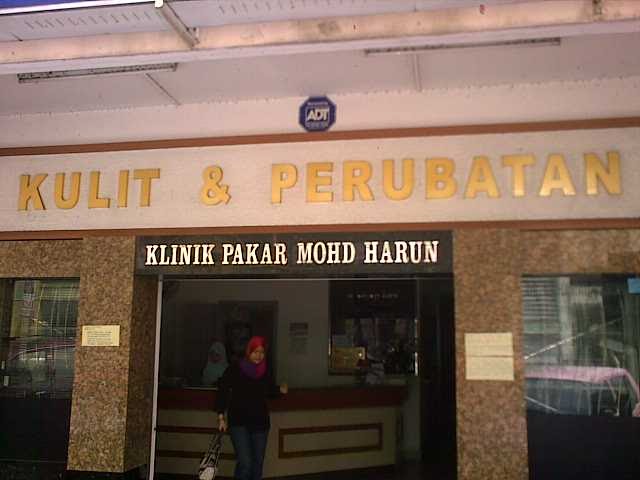 ADT
KULIT & PERUBATAN
KLINIK PAKAR MOHD HARUN